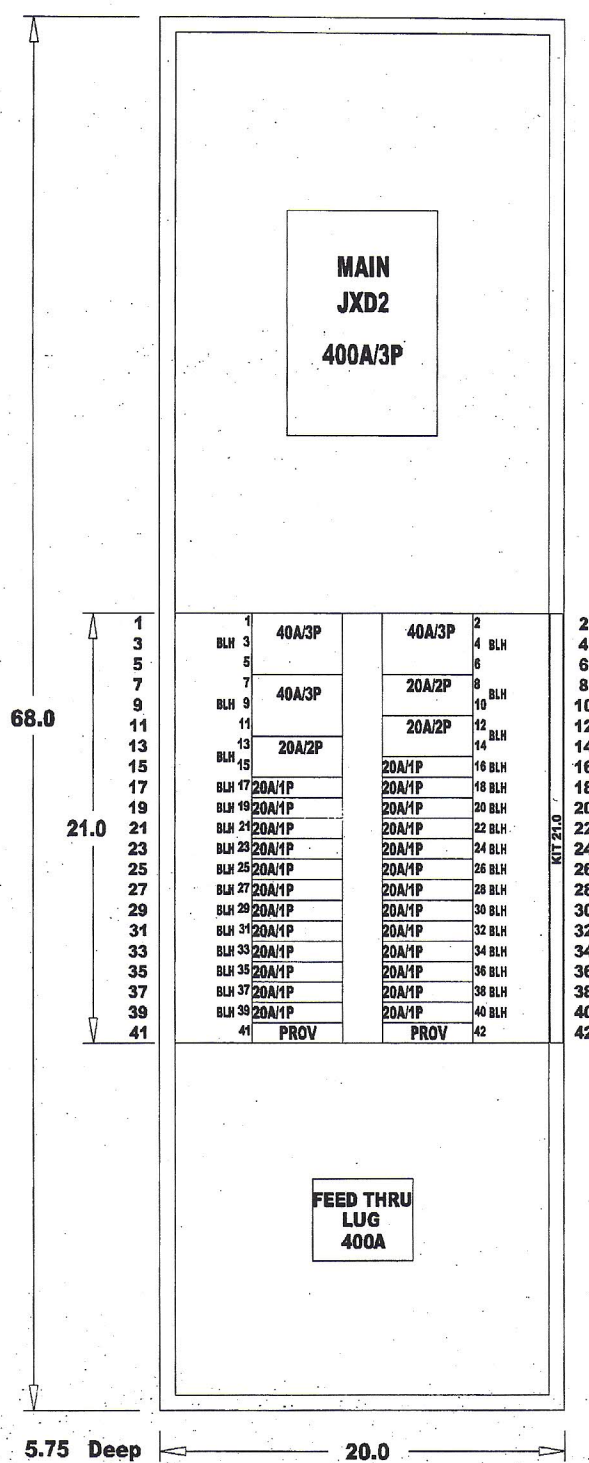 MAIN
JXD2
400A/3P
68.0
21.0
KIT 21.0
1 1 2 2
40A/3P 40A/3P
3 BLH 3 4 BLH 4
5 5 6 6
7 7 20A/2P 8 8
40A/3P BLH
9 BLH 9 10 10
11 11 20A/2P 12 12
BLH
13 13 20A/2P 14 14
BLH
15 15 20A/1P 16 BLH 16
17 BLH 17 20A/1P 20A/1P 18 BLH 18
19 BLH 19 20A/1P 20A/1P 20 BLH 20
21 BLH 21 20A/1P 20A/1P 22 BLH 22
23 BLH 23 20A/1P 20A/1P 24 BLH 24
25 BLH 25 20A/1P 20A/1P 26 BLH 26
27 BLH 27 20A/1P 20A/1P 28 BLH 28
29 BLH 29 20A/1P 20A/1P 30 BLH 30
31 BLH 31 20A/1P 20A/1P 32 BLH 32
33 BLH 33 20A/1P 20A/1P 34 BLH 34
35 BLH 35 20A/1P 20A/1P 36 BLH 36
37 BLH 37 20A/1P 20A/1P 38 BLH 38
39 BLH 39 20A/1P 20A/1P 40 BLH 40
41 41 PROV PROV 42 42
FEED THRU
LUG
400A
5.75 Deep 20.0